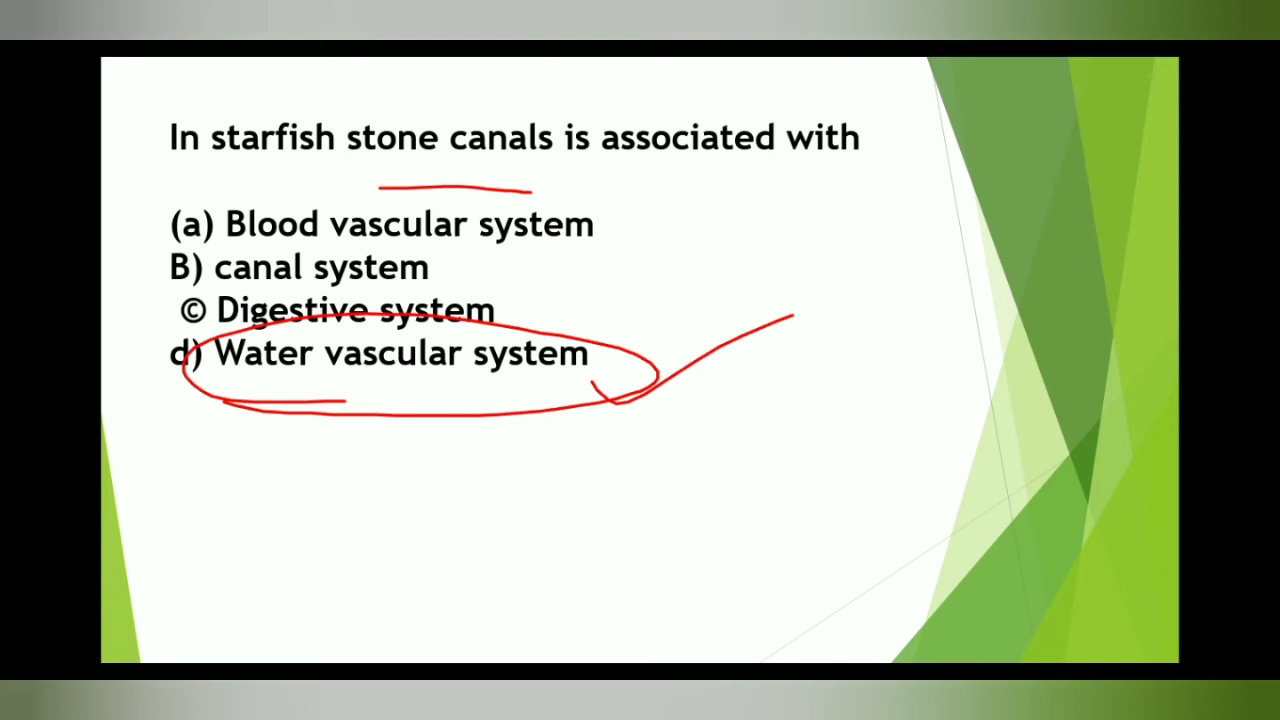 In starfish stone canals is associated with
(a) Blood vascular system
B) canal system
© Digestive system
d) Water vascular system